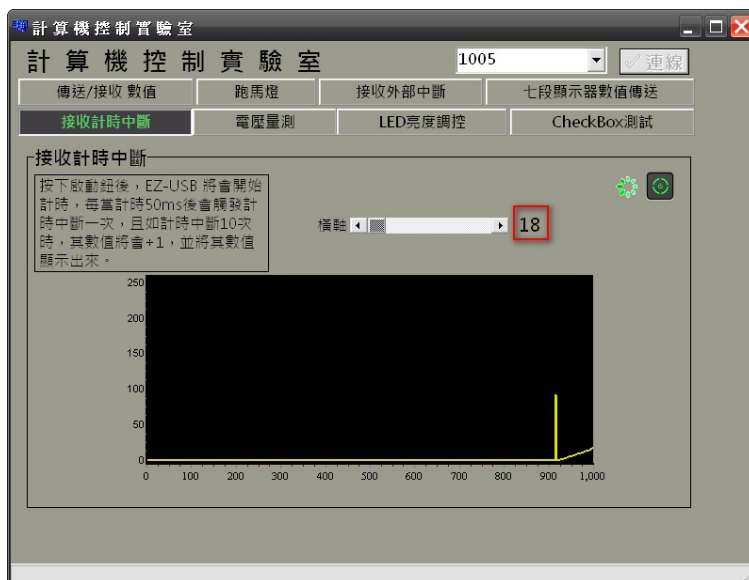 計算機控制實驗室
計算機控制實驗室
1005
連線
傳送/接收 數值
跑馬燈
接收外部中斷
七段顯示器數值傳送
接收計時中斷
電壓量測
LED亮度調控
CheckBox測試
接收計時中斷
按下啟動鈕後，EZ-USB 將會開始
計時，每當計時50ms後會觸發計
時中斷一次，且如計時中斷10次
時，其數值將會+1，並將其數值
顯示出來。
橫軸
18
250
200
150
100
50
0
0 100 200 300 400 500 600 700 800 900 1,000